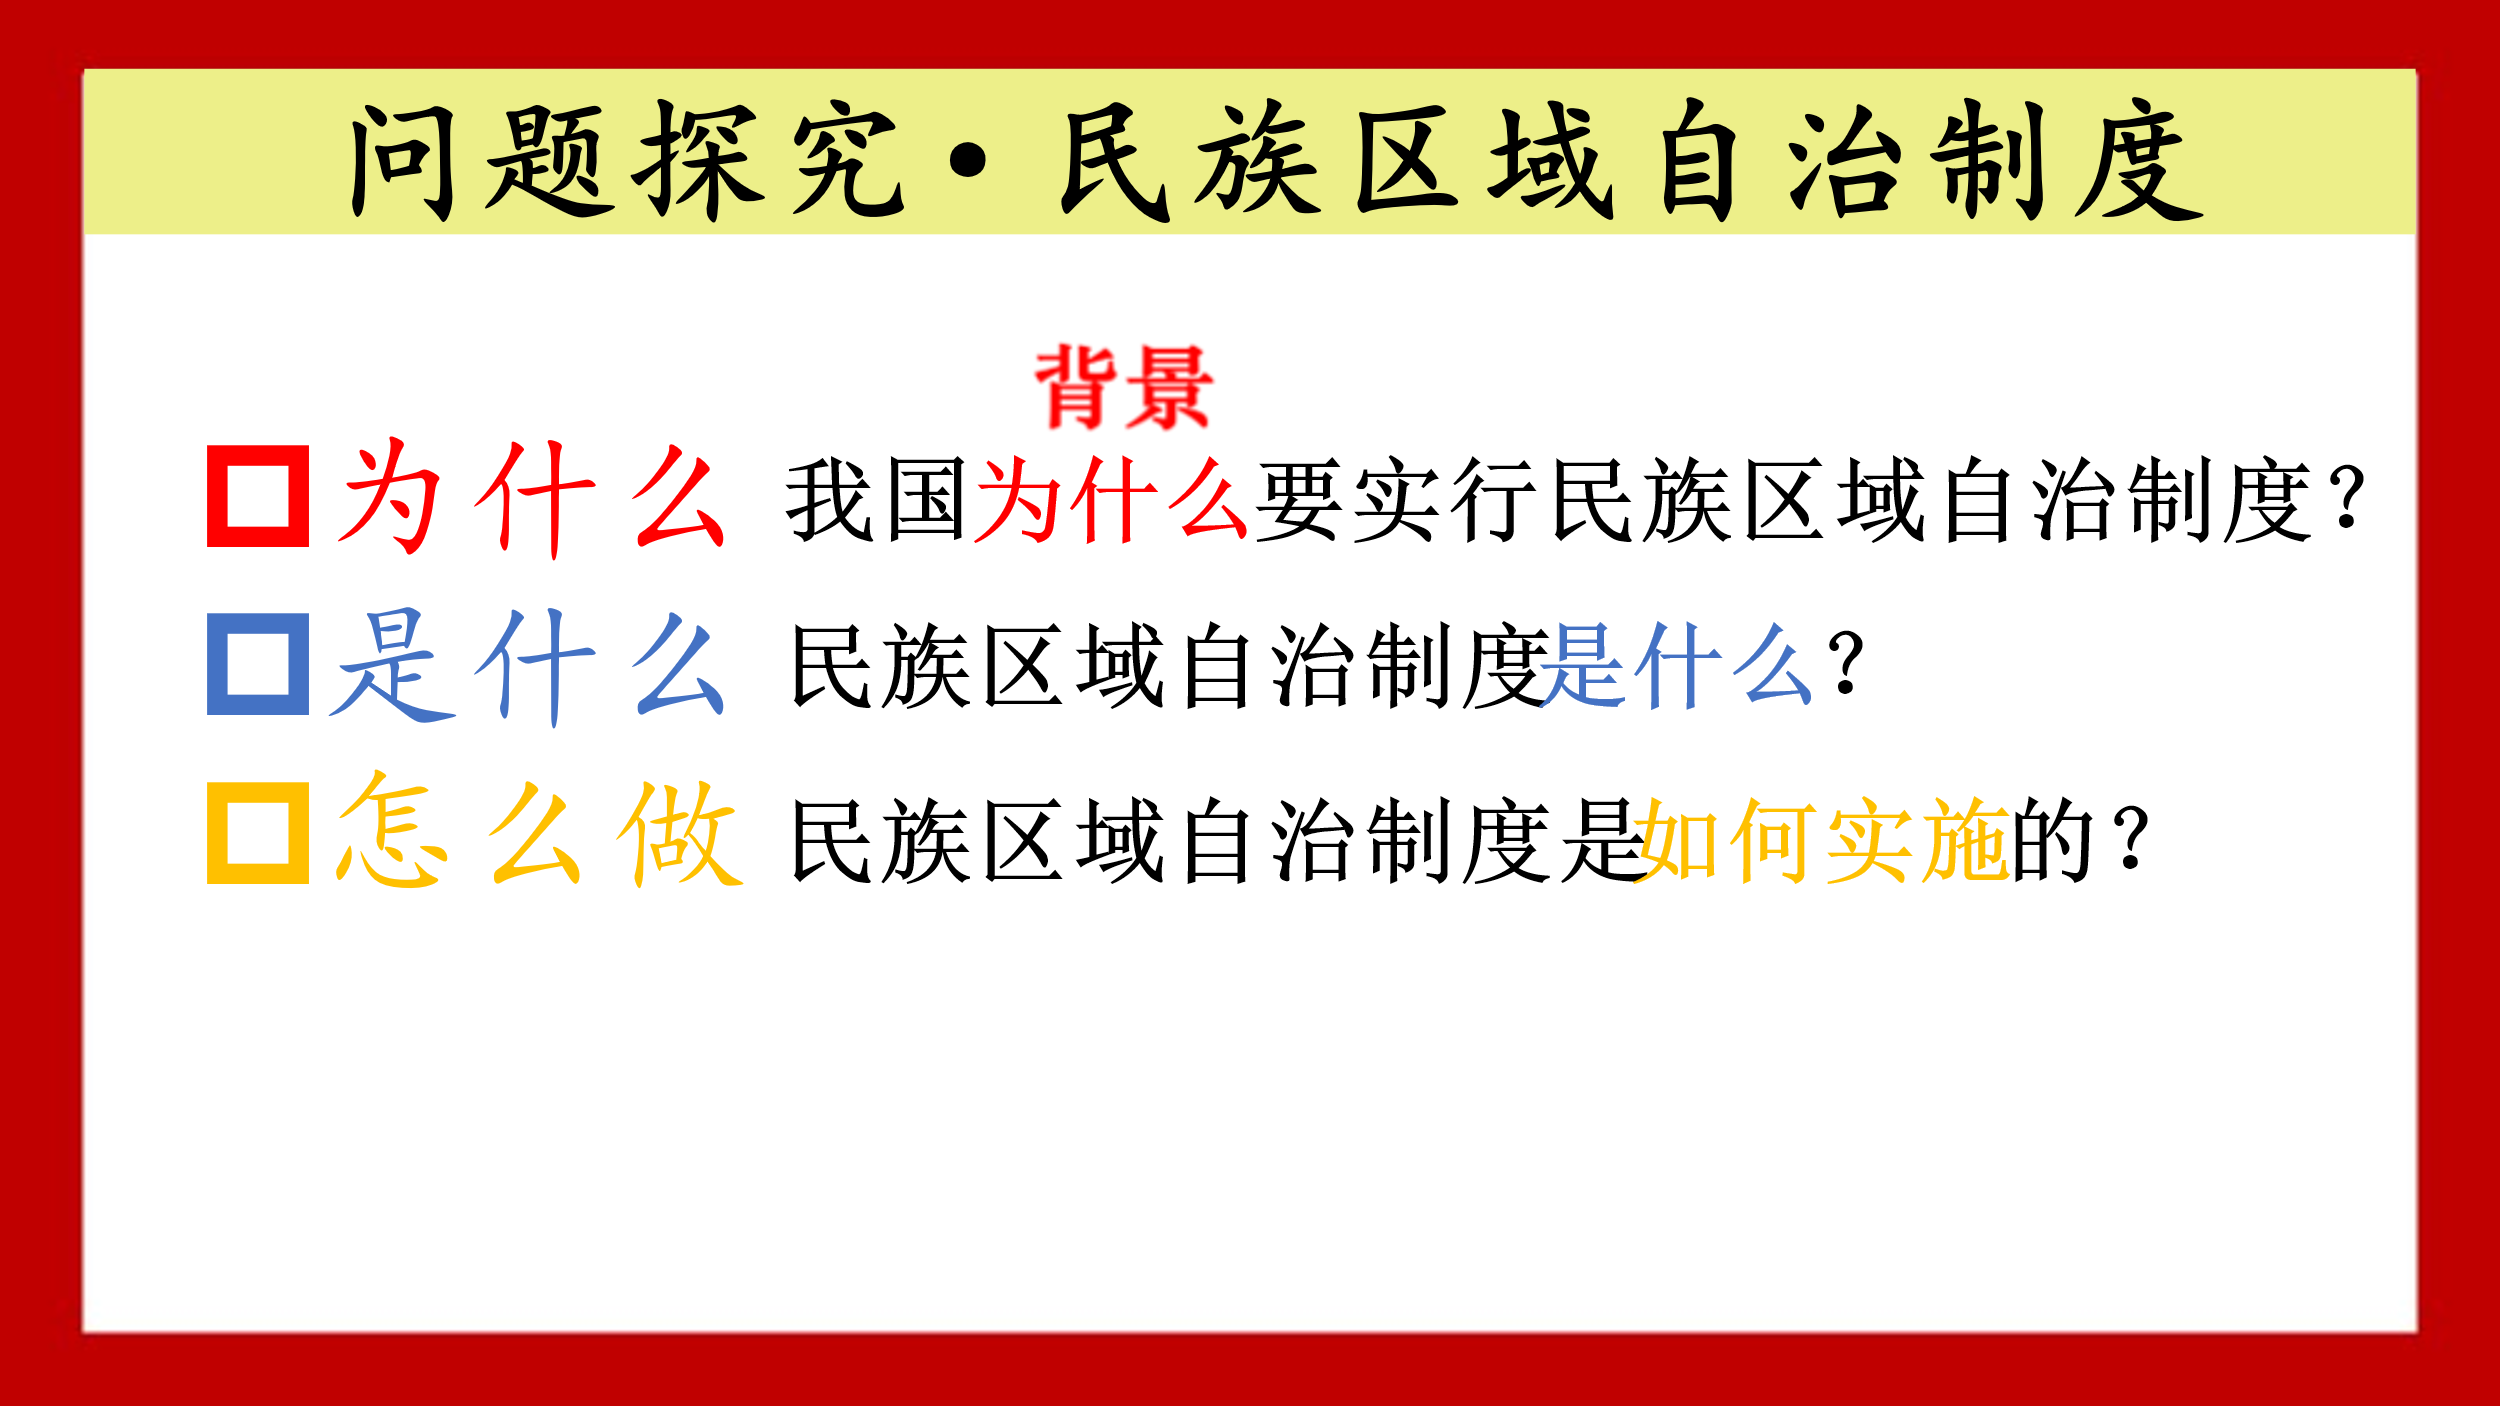 问题探究•民族区域自治制度
背景
为什么 我国为什么要实行民族区域自治制度？
是什么 民族区域自治制度是什么？
怎么做 民族区域自治制度是如何实施的？